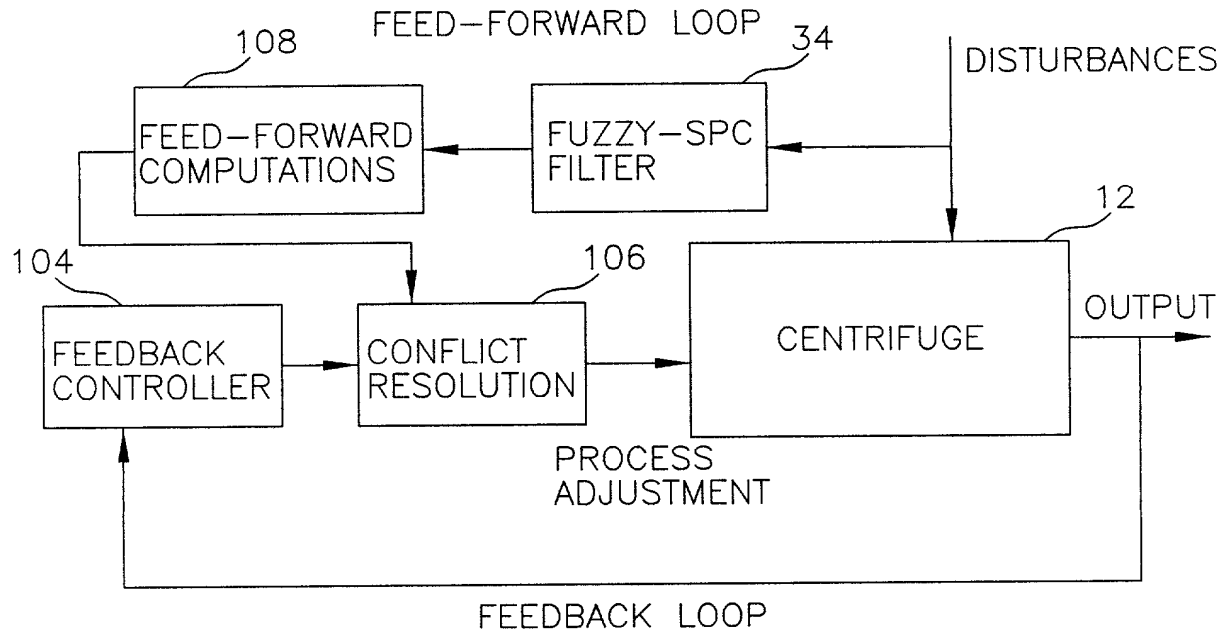 FEED-FORWARD LOOP
108
34
DISTURBANCES
FEED-FORWARD
COMPUTATIONS
FUZZY-SPC
FILTER
12
104
106
OUTPUT
FEEDBACK
CONTROLLER
CONFLICT
RESOLUTION
CENTRIFUGE
PROCESS
ADJUSTMENT
FEEDBACK LOOP